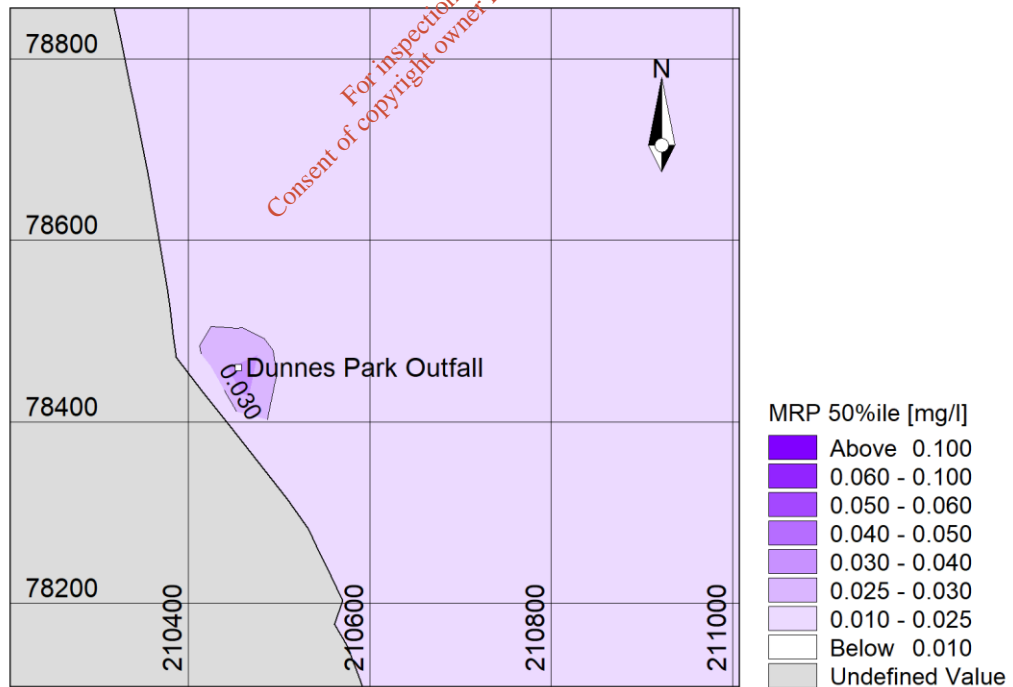 For inspection
Consent of copyright owner
78800
N
78600
Dunnes Park Outfall
0.030
78400
78200
210400
210600
210800
211000
MRP 50%ile [mg/l]
Above 0.100
0.060 - 0.100
0.050 - 0.060
0.040 - 0.050
0.030 - 0.040
0.025 - 0.030
0.010 - 0.025
Below 0.010
Undefined Value